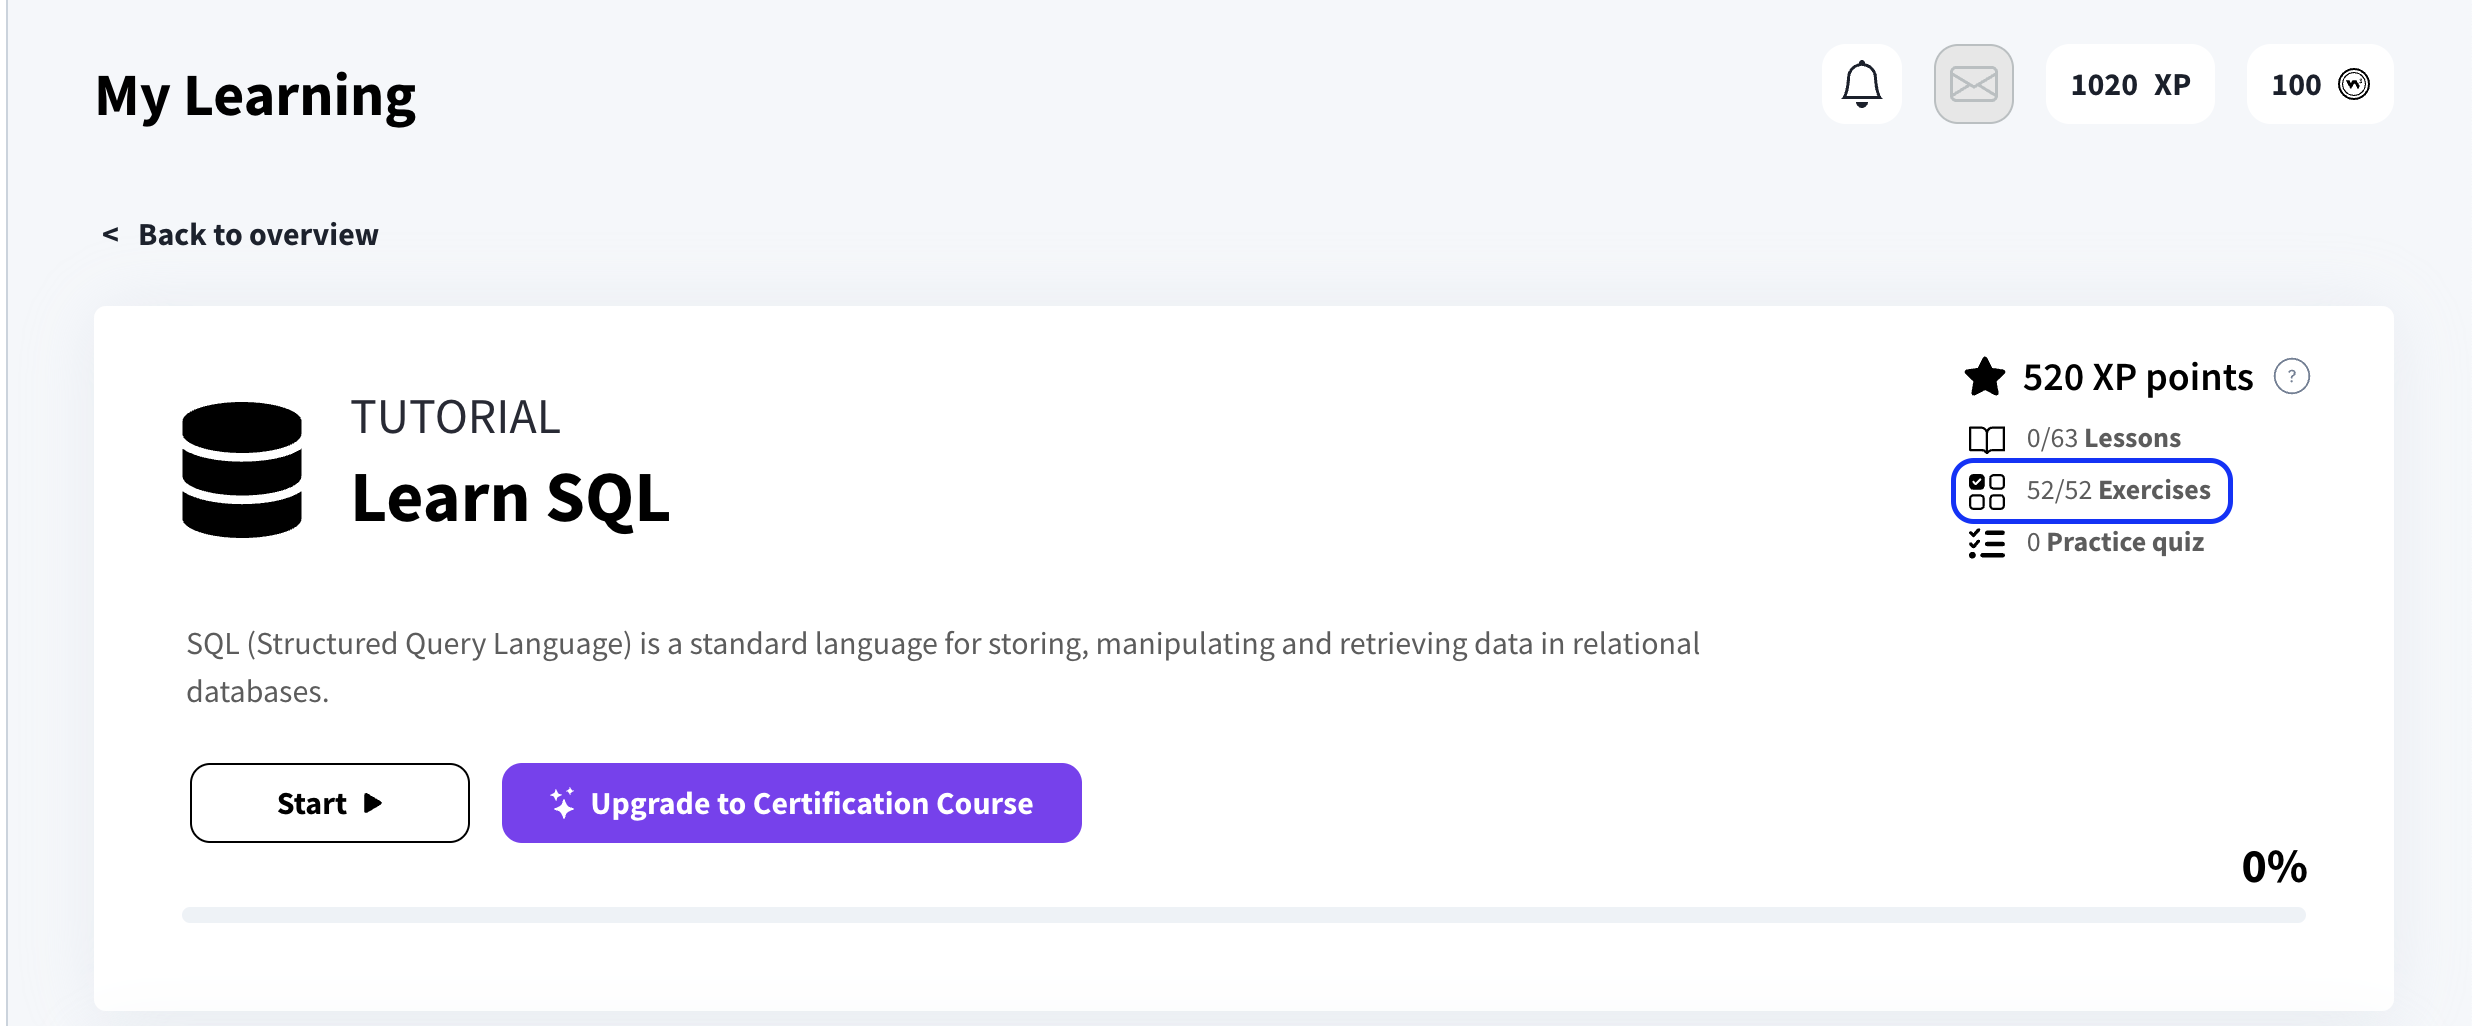 My Learning
1020 XP
100
< Back to overview
TUTORIAL
Learn SQL
520 XP points ?
0/63 Lessons
52/52 Exercises
0 Practice quiz
SQL (Structured Query Language) is a standard language for storing, manipulating and retrieving data in relational
databases.
Start
Upgrade to Certification Course
0%